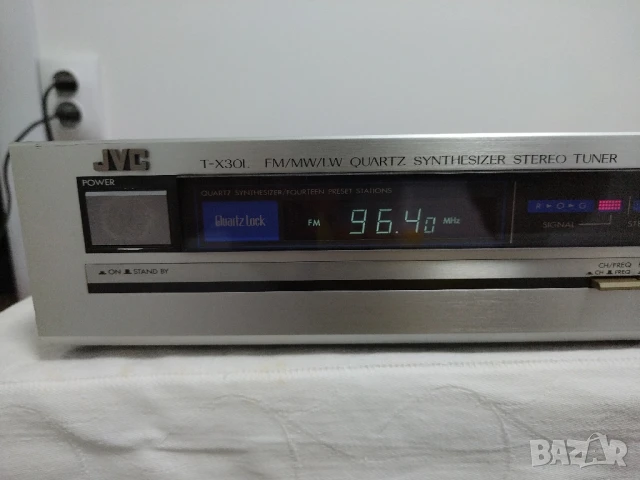 JVC T-X30L FM/MW/LW QUARTZ SYNTHESIZER STEREO TUNER
POWER
QUARTZ SYNTHESIZER/FOURTEEN PRESET STATIONS
Quartz Lock FM 96.40 MHz
SIGNAL
ON STAND BY
CH/FREQ
CH FREQ
BAZAR